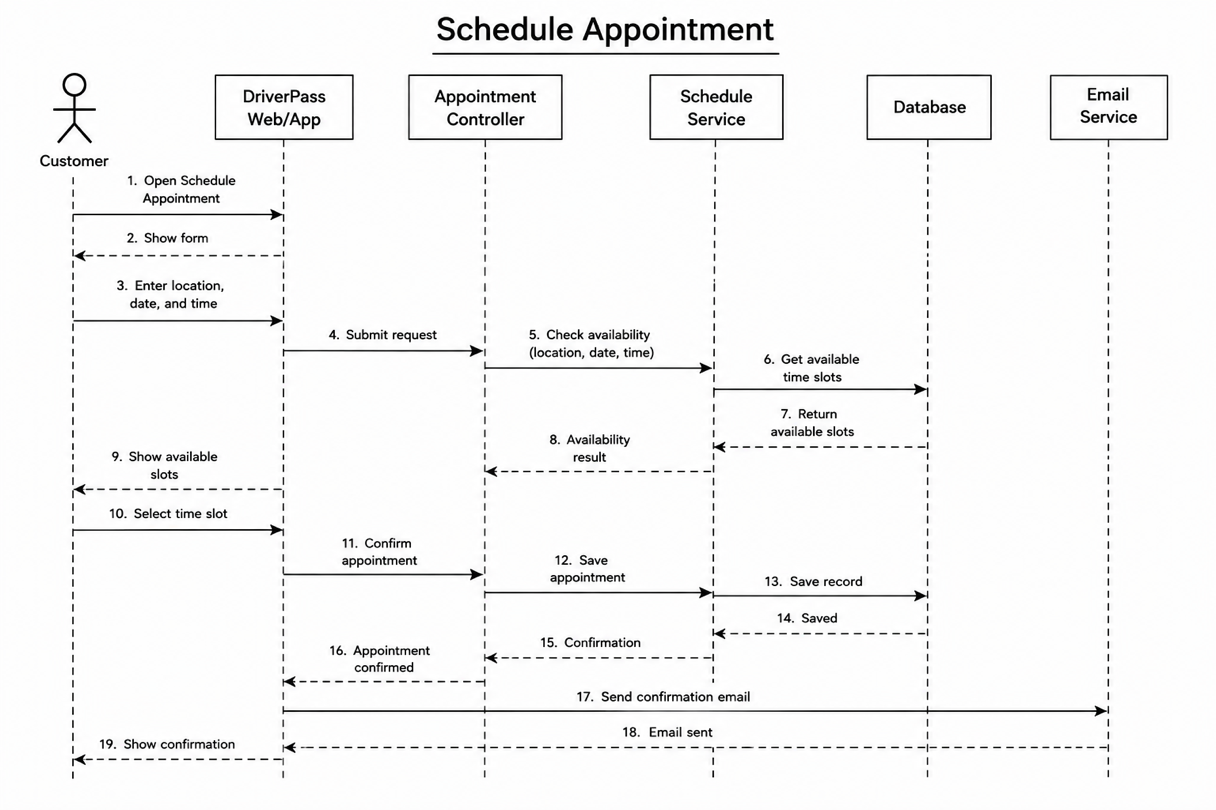 Schedule Appointment
DriverPass
Web/App
Appointment
Controller
Schedule
Service
Database
Email
Service
Customer
1. Open Schedule
Appointment
2. Show form
3. Enter location,
date, and time
4. Submit request
5. Check availability
(location, date, time)
6. Get available
time slots
7. Return
available slots
8. Availability
result
9. Show available
slots
10. Select time slot
11. Confirm
appointment
12. Save
appointment
13. Save record
14. Saved
15. Confirmation
16. Appointment
confirmed
17. Send confirmation email
18. Email sent
19. Show confirmation